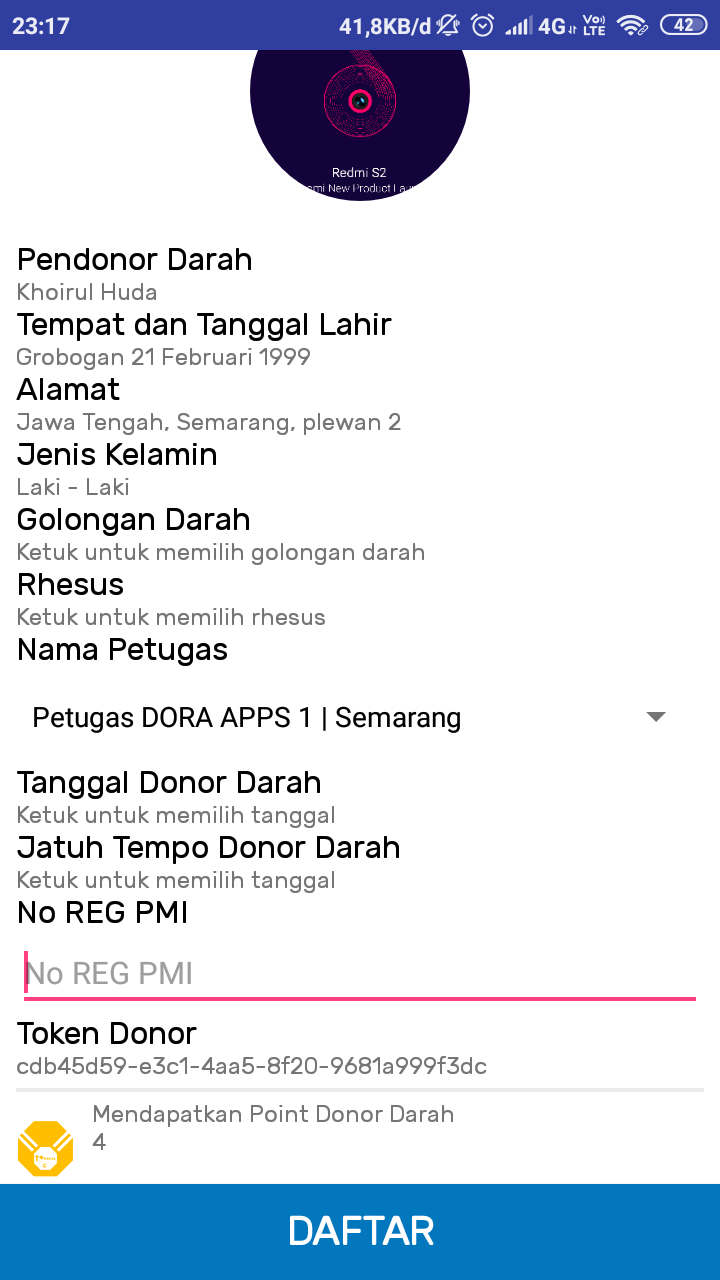 23:17
41,8KB/d
4G
Vo))
LTE
42
Redmi S2
omi New Product Lau
Pendonor Darah
Khoirul Huda
Tempat dan Tanggal Lahir
Grobogan 21 Februari 1999
Alamat
Jawa Tengah, Semarang, plewan 2
Jenis Kelamin
Laki - Laki
Golongan Darah
Ketuk untuk memilih golongan darah
Rhesus
Ketuk untuk memilih rhesus
Nama Petugas
Petugas DORA APPS 1 | Semarang
Tanggal Donor Darah
Ketuk untuk memilih tanggal
Jatuh Tempo Donor Darah
Ketuk untuk memilih tanggal
No REG PMI
No REG PMI
Token Donor
cdb45d59-e3c1-4aa5-8f20-9681a999f3dc
Mendapatkan Point Donor Darah
4
DAFTAR